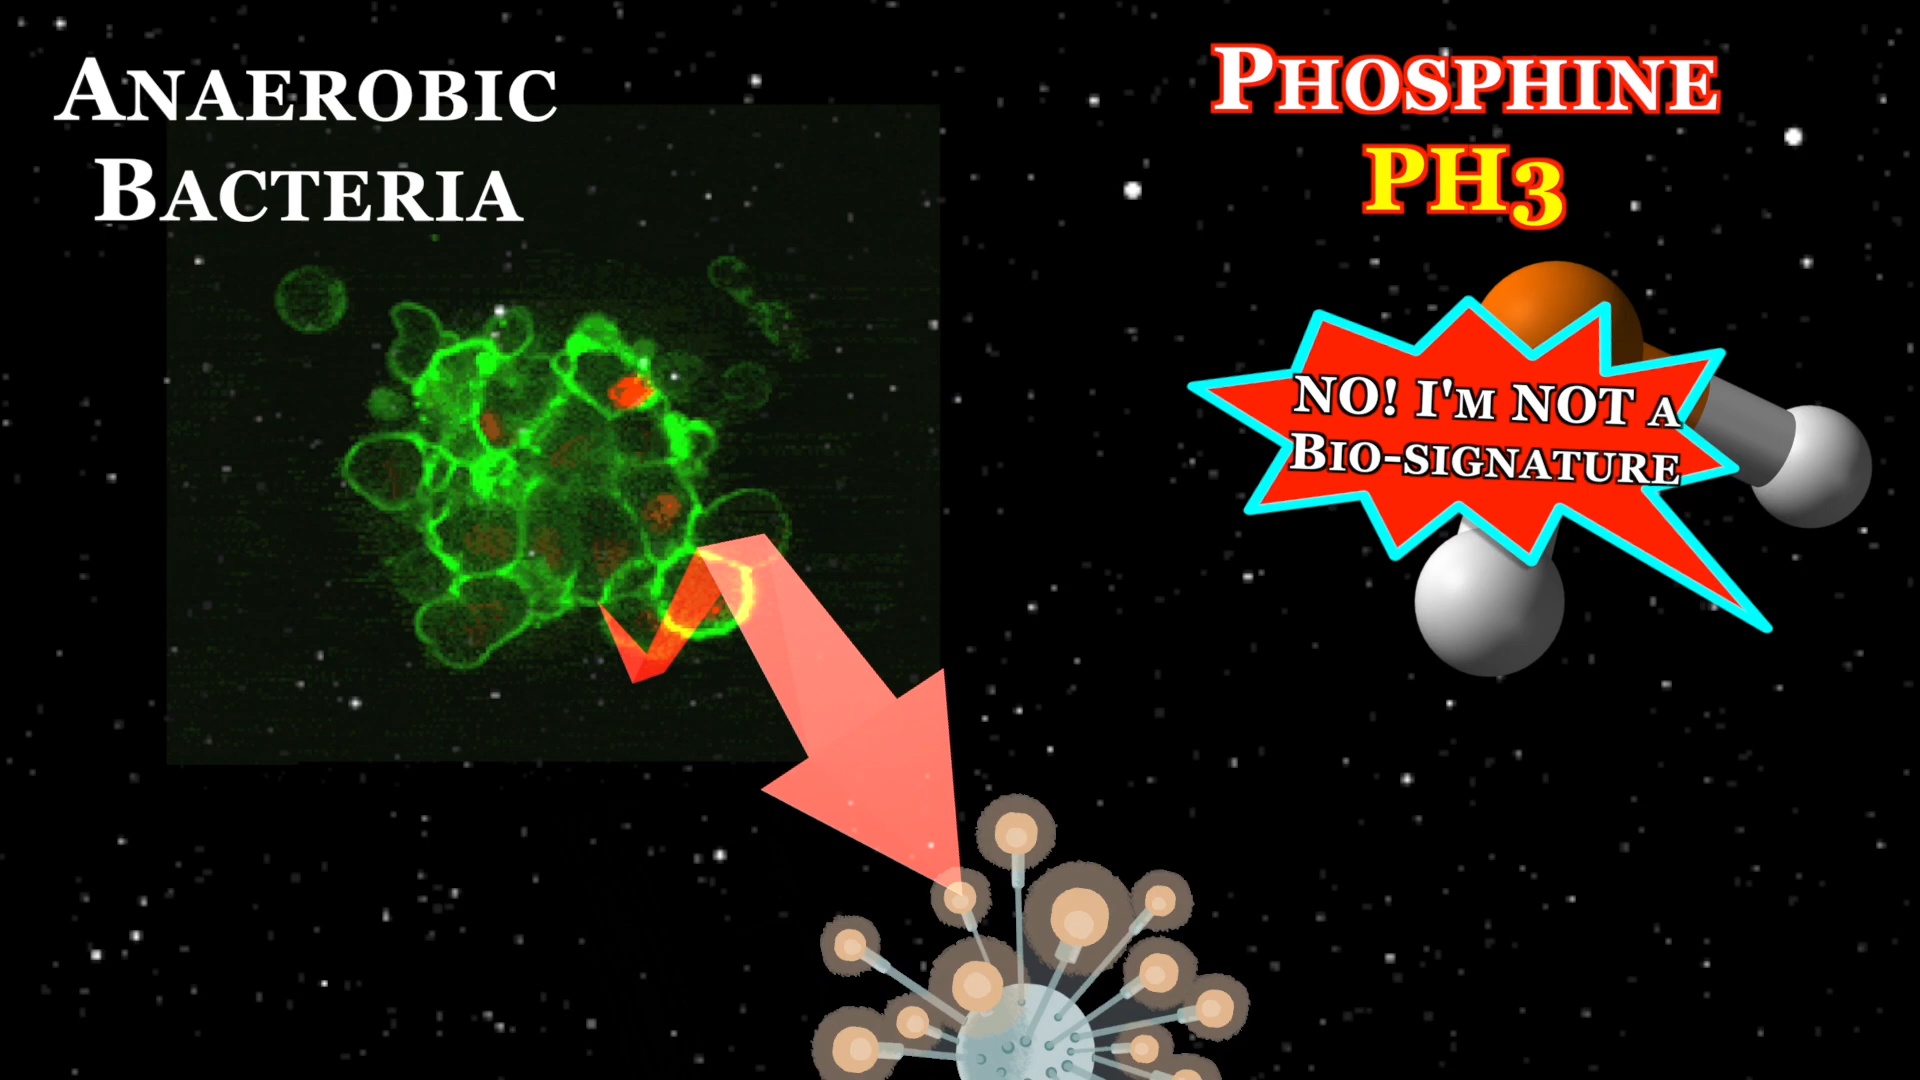 Anaerobic
Bacteria
Phosphine
PH3
NO! I'm NOT a
Bio-signature